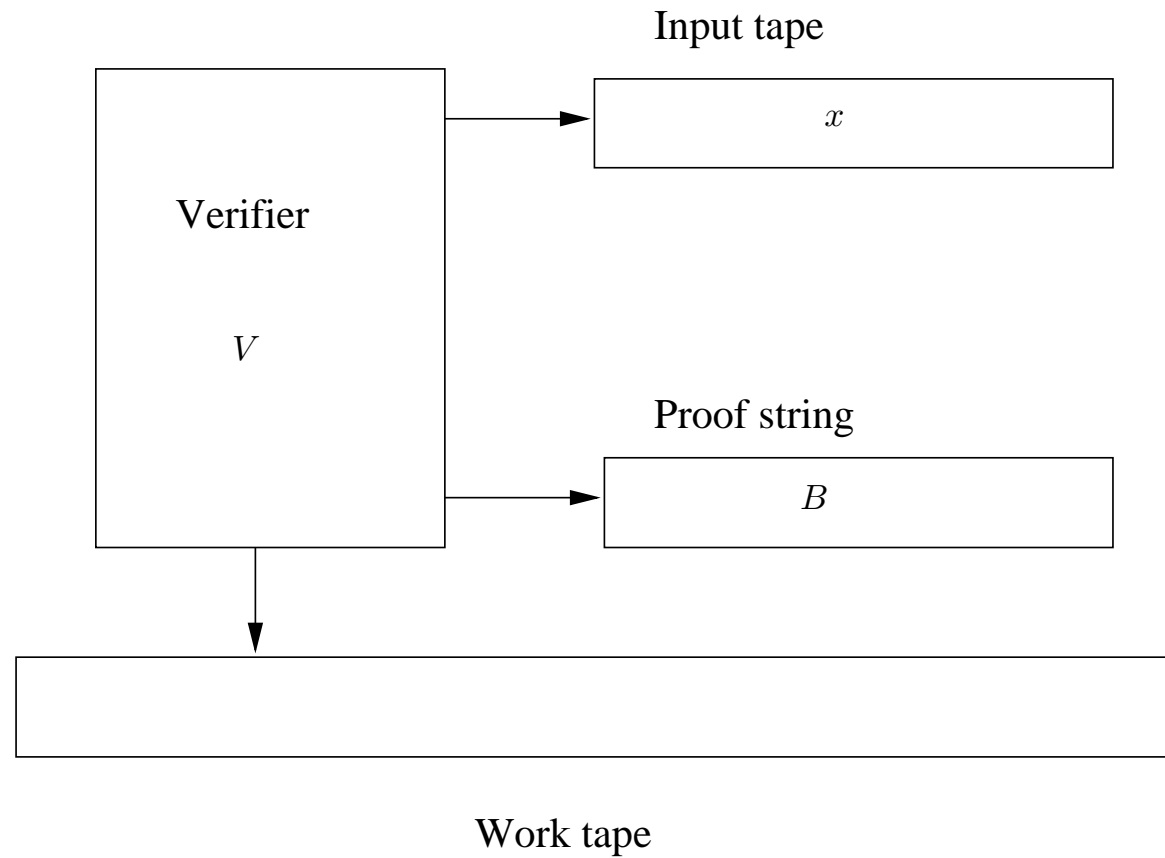 Input tape
x
Verifier
V
Proof string
B
Work tape